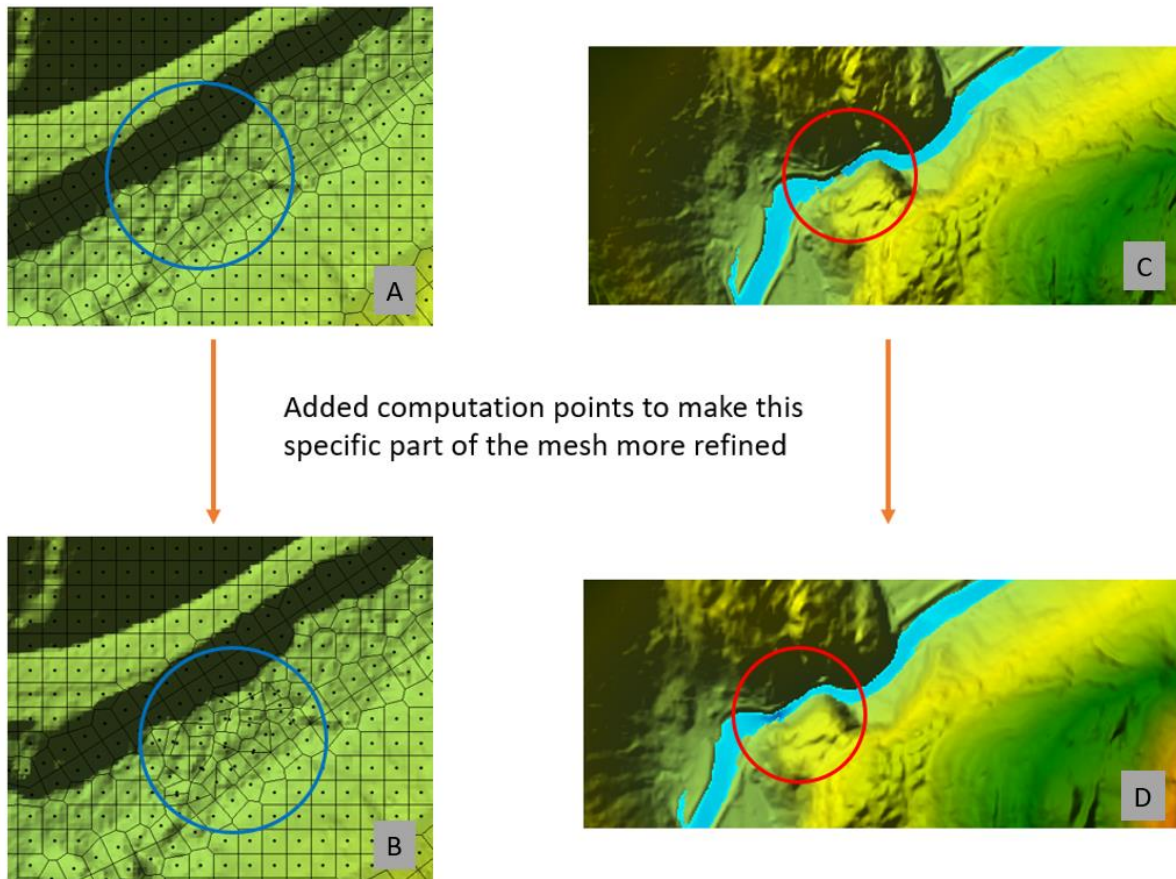 A
C
Added computation points to make this
specific part of the mesh more refined
B
D